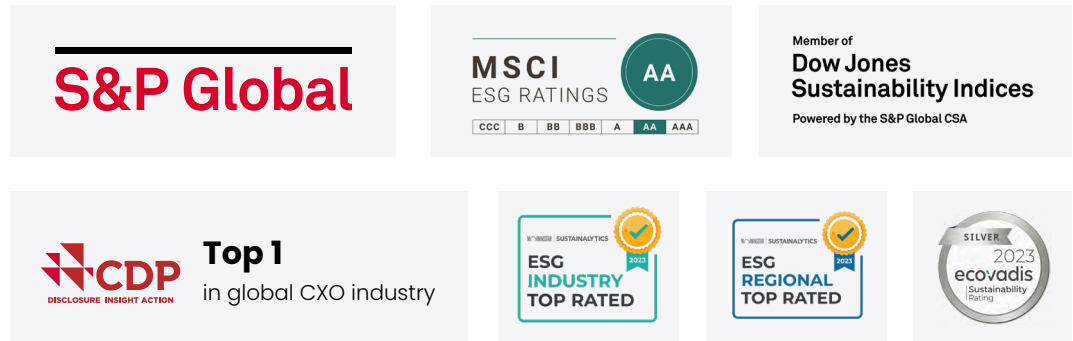 S&P Global
MSCI
ESG RATINGS
AA
CCC B BB BBB A AA AAA
Member of
Dow Jones
Sustainability Indices
Powered by the S&P Global CSA
CDP
DISCLOSURE INSIGHT ACTION
Top 1
in global CXO industry
SUSTAINALYTICS
2023
ESG
INDUSTRY
TOP RATED
SUSTAINALYTICS
2023
ESG
REGIONAL
TOP RATED
SILVER
2023
ecovadis
Sustainability
Rating